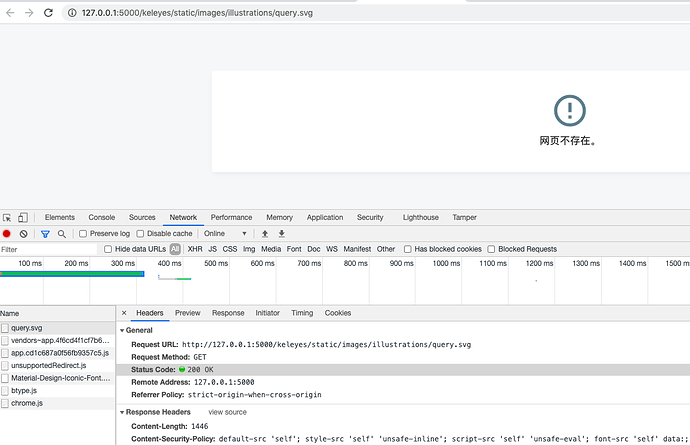 127.0.0.1:5000/keleyes/static/images/illustrations/query.svg
网页不存在。
Elements Console Sources Network Performance Memory Application Security Lighthouse Tamper
Preserve log Disable cache Online
Filter Hide data URLs All XHR JS CSS Img Media Font Doc WS Manifest Other Has blocked cookies Blocked Requests
100 ms 200 ms 300 ms 400 ms 500 ms 600 ms 700 ms 800 ms 900 ms 1000 ms 1100 ms 1200 ms 1300 ms 1400 ms 1500 m
Name
query.svg
vendors~app.4f6cd4f1cf7b6...
app.cd1c687a0f56fb9357c5.js
unsupportedRedirect.js
Material-Design-Iconic-Font....
btype.js
chrome.js
× Headers Preview Response Initiator Timing Cookies
General
Request URL: http://127.0.0.1:5000/keleyes/static/images/illustrations/query.svg
Request Method: GET
Status Code: 200 OK
Remote Address: 127.0.0.1:5000
Referrer Policy: strict-origin-when-cross-origin
Response Headers view source
Content-Length: 1446
Content-Security-Policy: default-src 'self'; style-src 'self' 'unsafe-inline'; script-src 'self' 'unsafe-eval'; font-src 'self' data:;